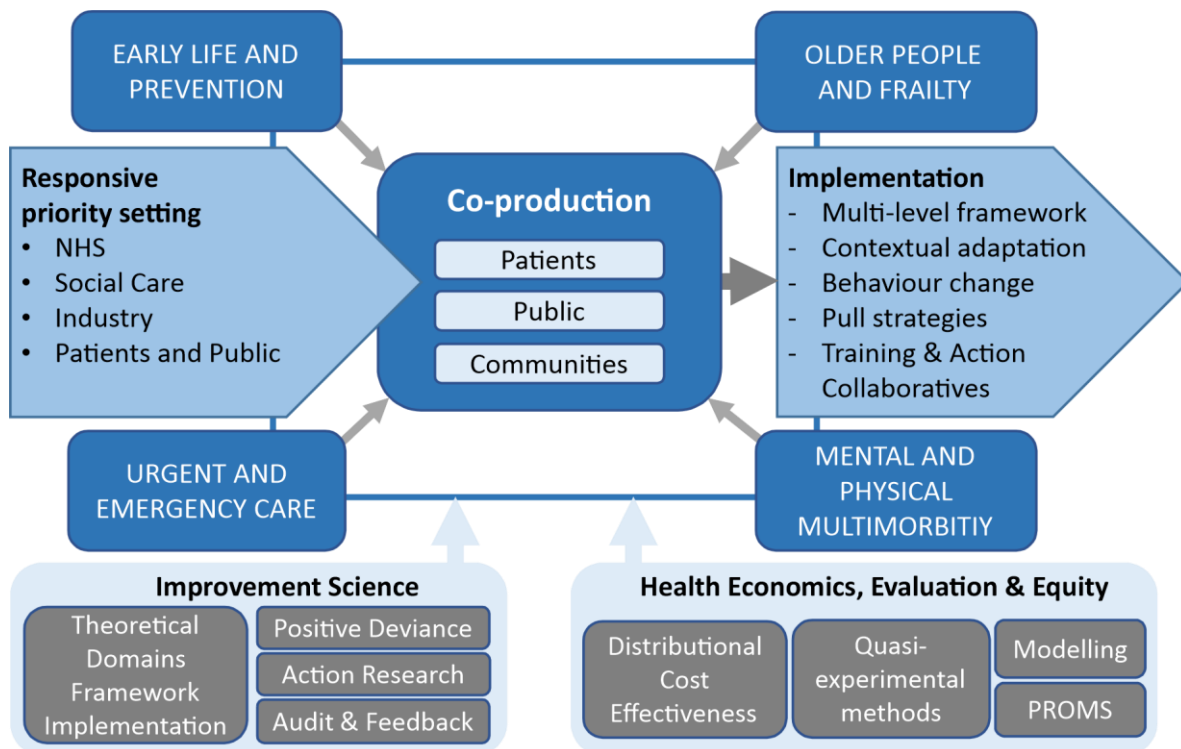 EARLY LIFE AND
PREVENTION
OLDER PEOPLE
AND FRAILTY
Responsive
priority setting
• NHS
• Social Care
• Industry
• Patients and Public
Co-production
Patients
Public
Communities
Implementation
- Multi-level framework
- Contextual adaptation
- Behaviour change
- Pull strategies
- Training & Action
Collaboratives
URGENT AND
EMERGENCY CARE
MENTAL AND
PHYSICAL
MULTIMORBITIY
Improvement Science
Theoretical
Domains
Framework
Implementation
Positive Deviance
Action Research
Audit & Feedback
Health Economics, Evaluation & Equity
Distributional
Cost
Effectiveness
Quasi-
experimental
methods
Modelling
PROMS